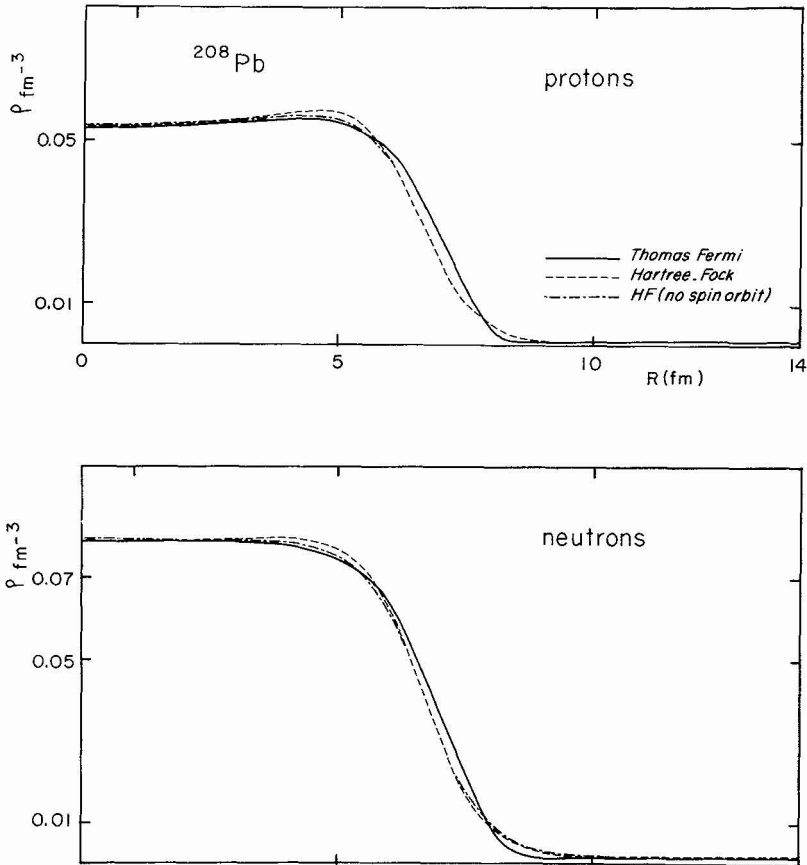 208Pb
protons
ρ fm-3
0.05
0.01
Thomas Fermi
Hartree-Fock
HF (no spin orbit)
0
5
10
14
R (fm)
neutrons
ρ fm-3
0.07
0.05
0.01